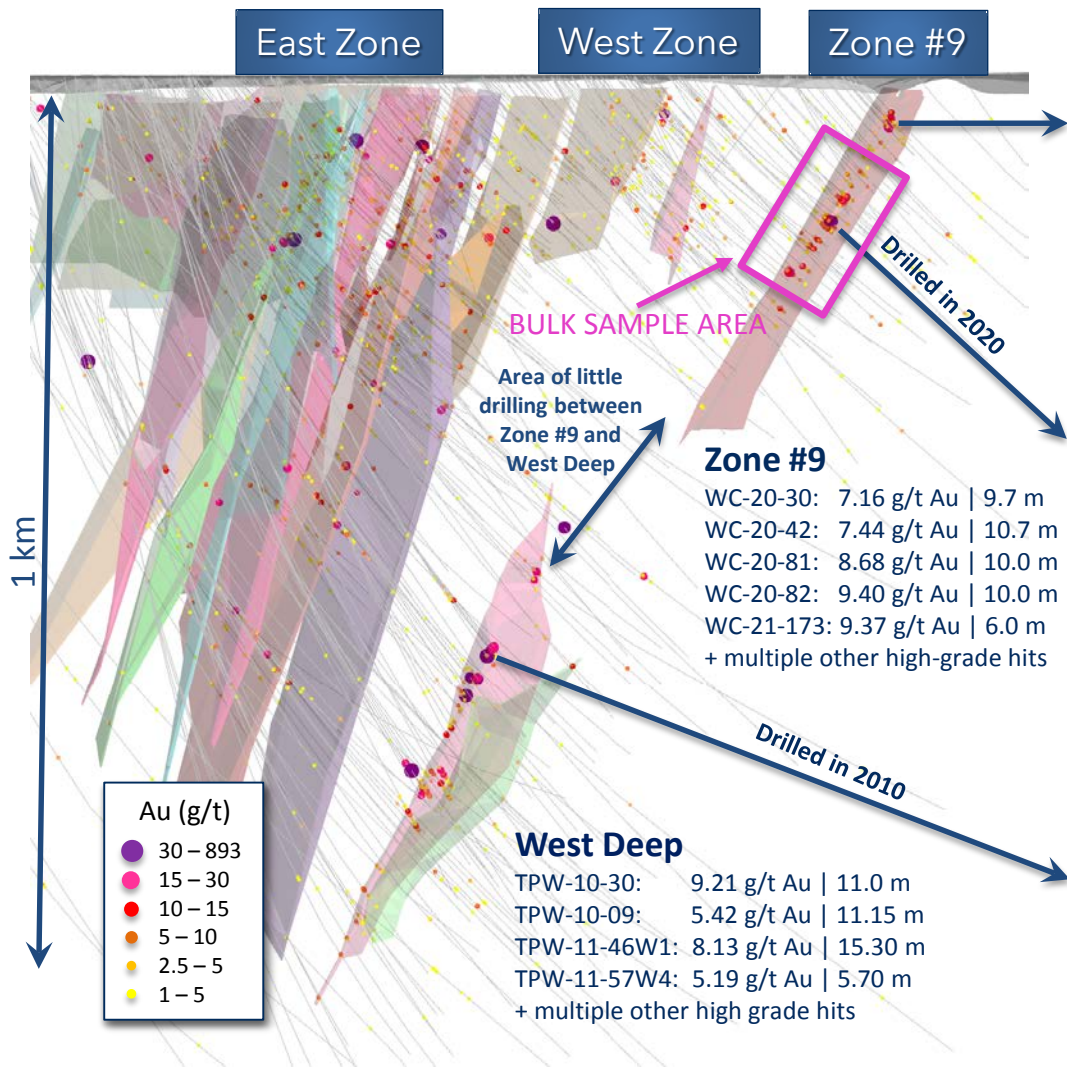 East Zone
West Zone
Zone #9
BULK SAMPLE AREA
Drilled in 2020
Area of little
drilling between
Zone #9 and
West Deep
1 km
Zone #9
WC-20-30: 7.16 g/t Au | 9.7 m
WC-20-42: 7.44 g/t Au | 10.7 m
WC-20-81: 8.68 g/t Au | 10.0 m
WC-20-82: 9.40 g/t Au | 10.0 m
WC-21-173: 9.37 g/t Au | 6.0 m
+ multiple other high-grade hits
Drilled in 2010
Au (g/t)
30 – 893
15 – 30
10 – 15
5 – 10
2.5 – 5
1 – 5
West Deep
TPW-10-30: 9.21 g/t Au | 11.0 m
TPW-10-09: 5.42 g/t Au | 11.15 m
TPW-11-46W1: 8.13 g/t Au | 15.30 m
TPW-11-57W4: 5.19 g/t Au | 5.70 m
+ multiple other high grade hits